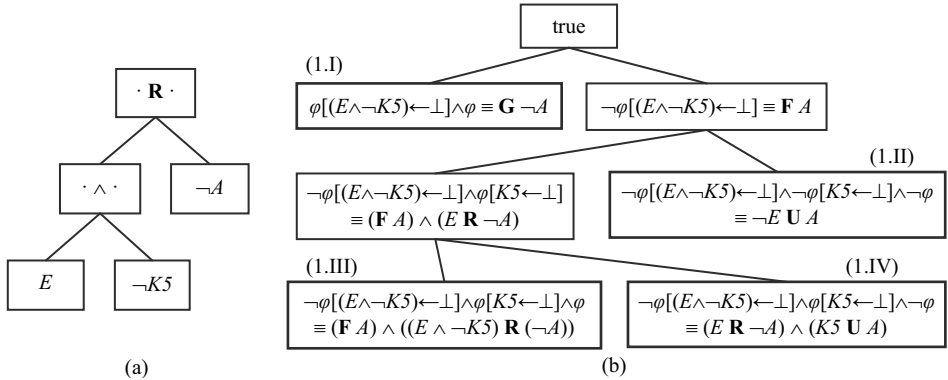 · R ·
· ∧ ·
¬A
E
¬K5
(a)
true
(1.I)
φ[(E∧¬K5)←⊥]∧φ ≡ G ¬A
¬φ[(E∧¬K5)←⊥] ≡ F A
(1.II)
¬φ[(E∧¬K5)←⊥]∧φ[K5←⊥]
≡ (F A) ∧ (E R ¬A)
¬φ[(E∧¬K5)←⊥]∧¬φ[K5←⊥]∧¬φ
≡ ¬E U A
(1.III)
(1.IV)
¬φ[(E∧¬K5)←⊥]∧φ[K5←⊥]∧φ
≡ (F A) ∧ ((E ∧ ¬K5) R (¬A))
¬φ[(E∧¬K5)←⊥]∧φ[K5←⊥]∧¬φ
≡ (E R ¬A) ∧ (K5 U A)
(b)